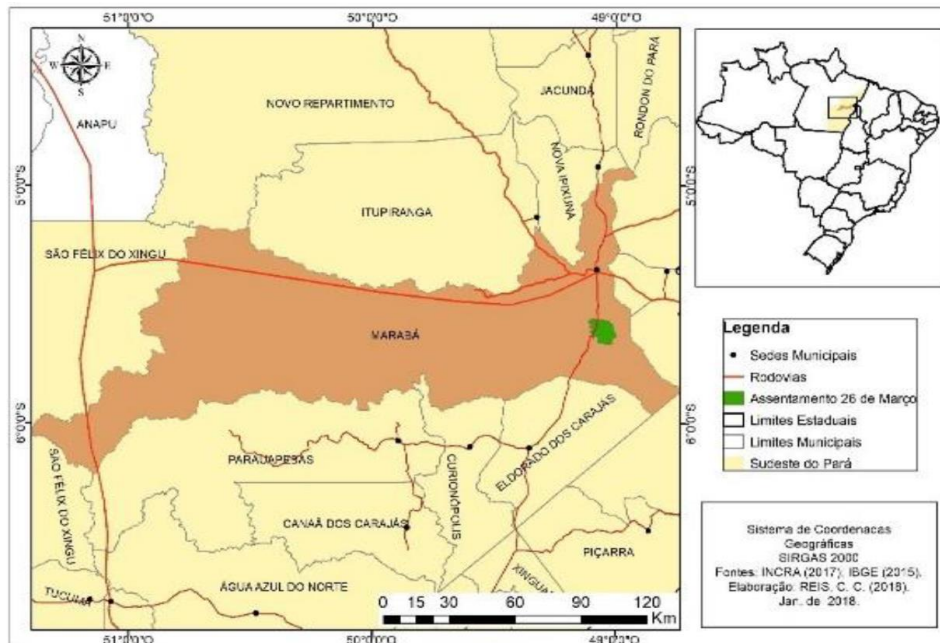 51°0'0"O 50°0'0"O 49°0'0"O
N
W E
S
ANAPU
NOVO REPARTIMENTO
JACUNDÁ
RONDON DO PARÁ
NOVA IPIXUNA
5°0'0"S
5°0'0"S
ITUPIRANGA
SÃO FÉLIX DO XINGU
MARABÁ
6°0'0"S
6°0'0"S
SÃO FÉLIX DO XINGU
PARAUAPESAS
CURIONÓPOLIS
ELDORADO DOS CARAJÁS
CANAÃ DOS CARAJÁS
PIÇARRA
XINGUARA
ÁGUA AZUL DO NORTE
TUCUMÃ
0 15 30 60 90 120
Km
51°0'0"O 50°0'0"O 49°0'0"O
Legenda
Sedes Municipais
Rodovias
Assentamento 26 de Março
Limites Estaduais
Limites Municipais
Sudeste do Pará
Sistema de Coordenadas
Geográficas
SIRGAS 2000
Fontes: INCRA (2017); IBGE (2015).
Elaboração: REIS, C. C. (2018).
Jan. de 2018.